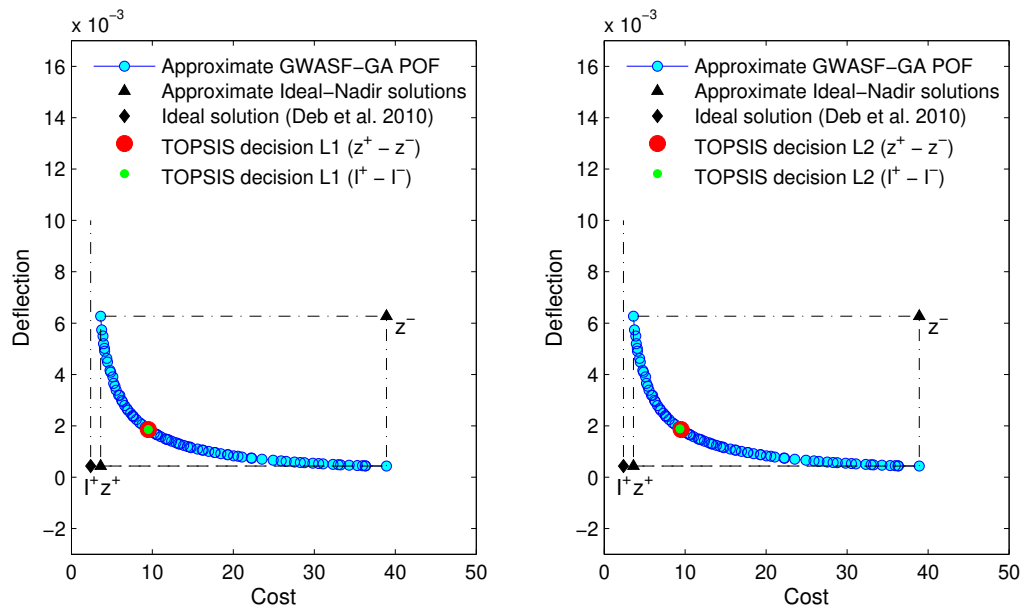 x 10⁻³
16
14
12
10
8
6
4
2
0
−2
Deflection
0 10 20 30 40 50
Cost
Approximate GWASF−GA POF
Approximate Ideal−Nadir solutions
Ideal solution (Deb et al. 2010)
TOPSIS decision L1 (z⁺ − z⁻)
TOPSIS decision L1 (I⁺ − I⁻)
z⁻
I⁺ z⁺
x 10⁻³
16
14
12
10
8
6
4
2
0
−2
Deflection
0 10 20 30 40 50
Cost
Approximate GWASF−GA POF
Approximate Ideal−Nadir solutions
Ideal solution (Deb et al. 2010)
TOPSIS decision L2 (z⁺ − z⁻)
TOPSIS decision L2 (I⁺ − I⁻)
z⁻
I⁺ z⁺